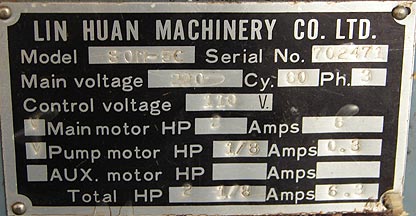 LIN HUAN MACHINERY CO. LTD.
Model Serial No. 702471
Main voltage 220 Cy. 60 Ph. 3
Control voltage 110 V.
V Main motor HP 2 Amps 6
V Pump motor HP 1/8 Amps 0.3
AUX. motor HP Amps
Total HP 2 1/8 Amps 6.3